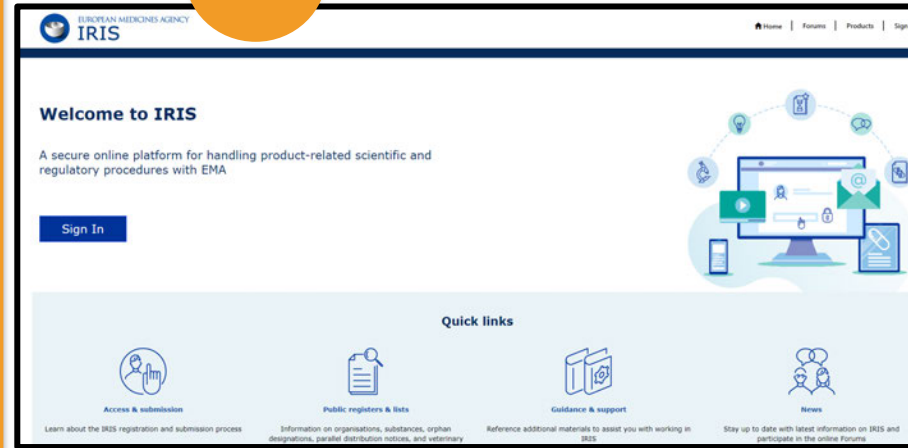 EUROPEAN MEDICINES AGENCY
IRIS
Home | Forums | Products | Sign
Welcome to IRIS
A secure online platform for handling product-related scientific and
regulatory procedures with EMA
Sign In
@
Quick links
Access & submission
Learn about the IRIS registration and submission process
Public registers & lists
Information on organisations, substances, orphan
designations, parallel distribution notices, and veterinary
Guidance & support
Reference additional materials to assist you with working in
IRIS
News
Stay up to date with latest information on IRIS and
participate in the online Forums